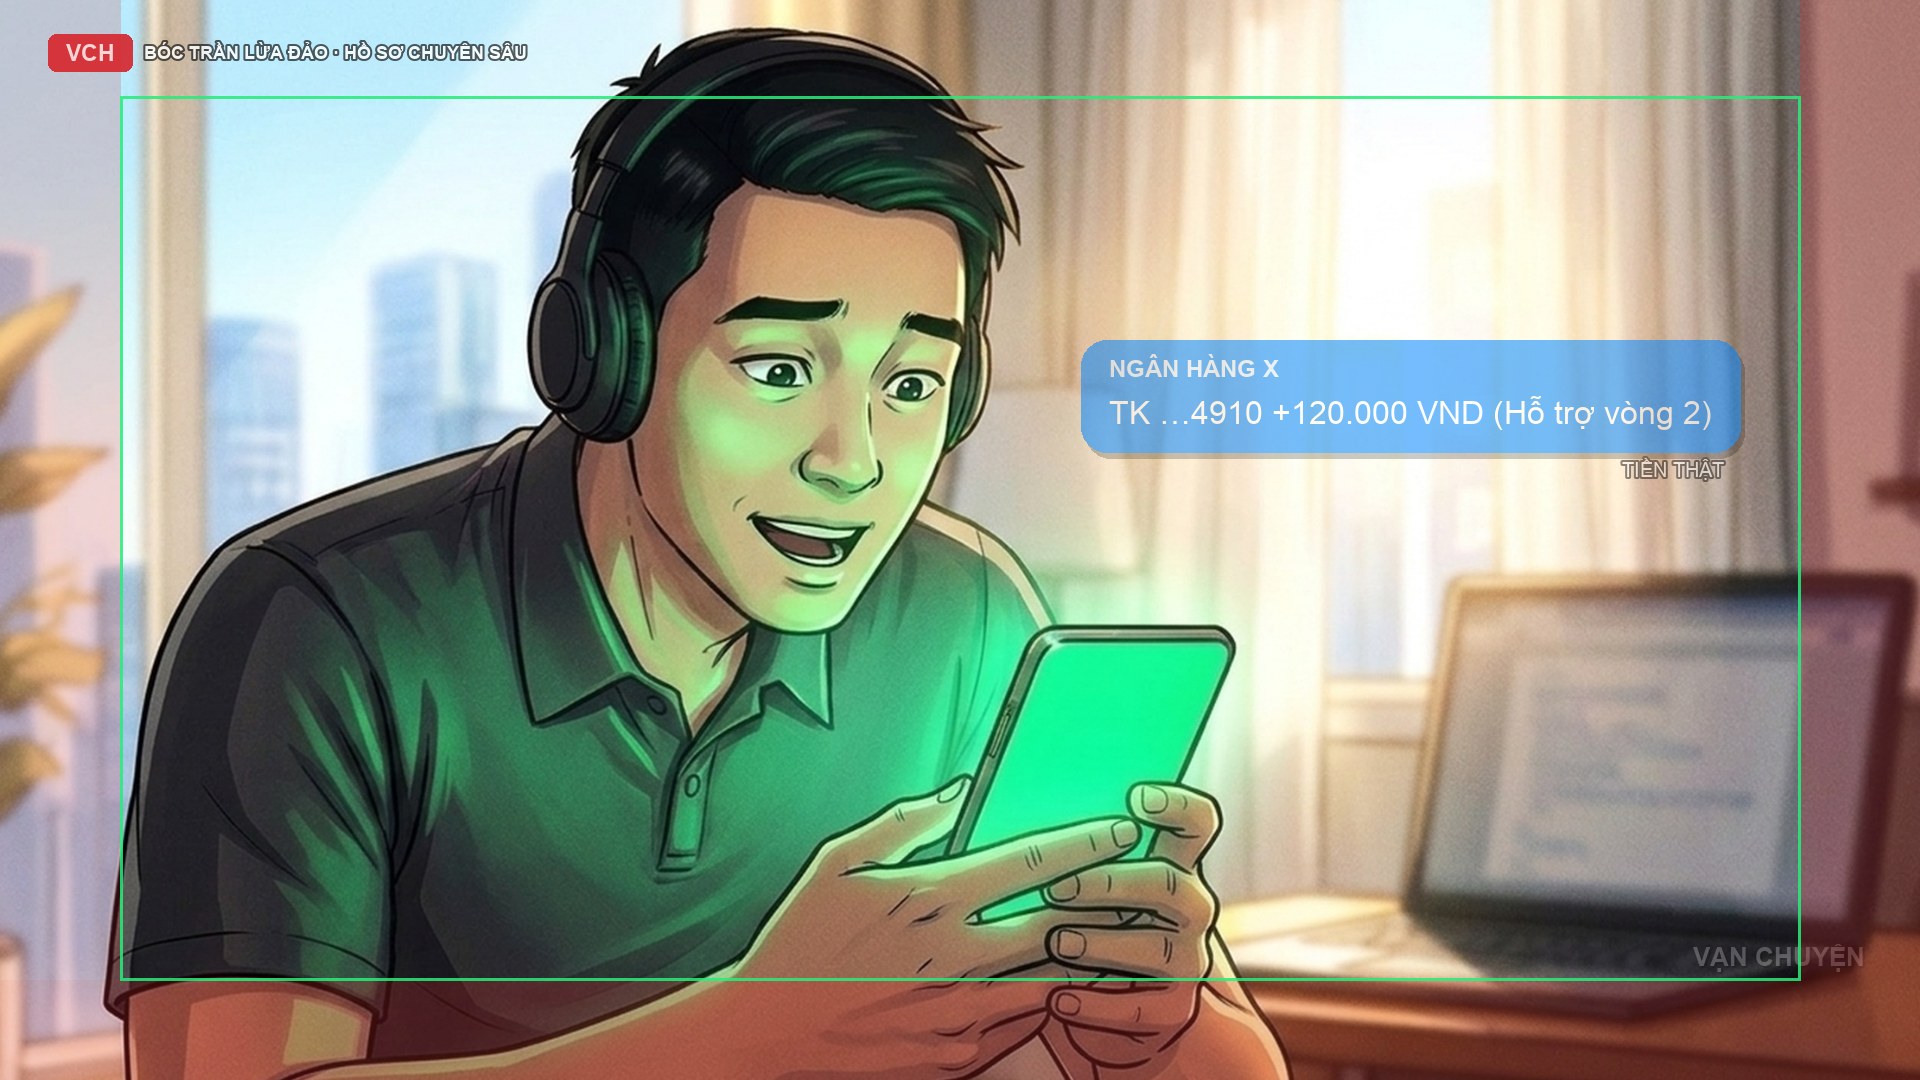 VCH BÓC TRẦN LỪA ĐẢO · HỒ SƠ CHUYÊN SÂU
NGÂN HÀNG X
TK …4910 +120.000 VND (Hỗ trợ vòng 2)
TIỀN THẬT
VẠN CHUYỆN